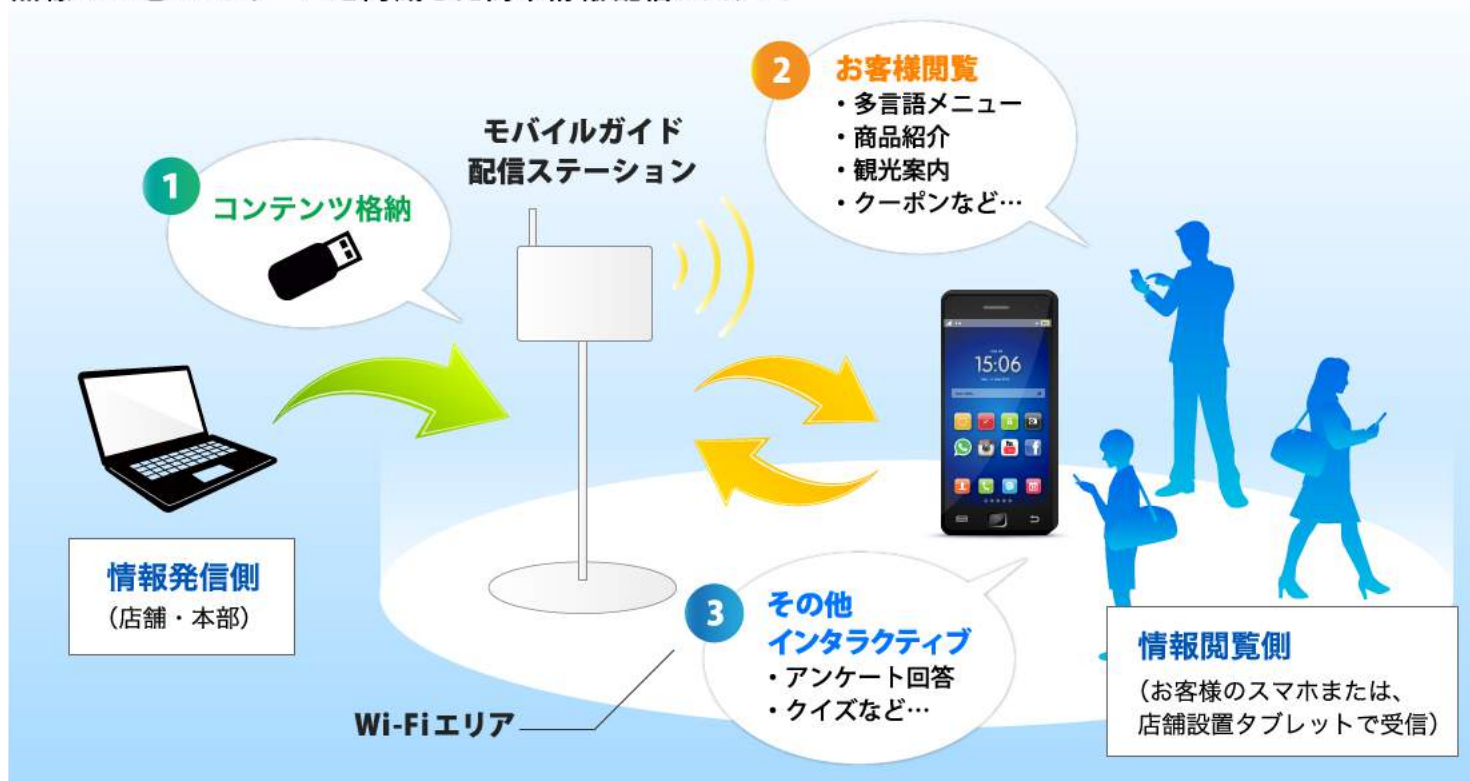 モバイルガイド
配信ステーション
1
コンテンツ格納
2
お客様閲覧
・多言語メニュー
・商品紹介
・観光案内
・クーポンなど…
15:06
情報発信側
（店舗・本部）
3
その他
インタラクティブ
・アンケート回答
・クイズなど…
Wi-Fiエリア
情報閲覧側
（お客様のスマホまたは、
店舗設置タブレットで受信）